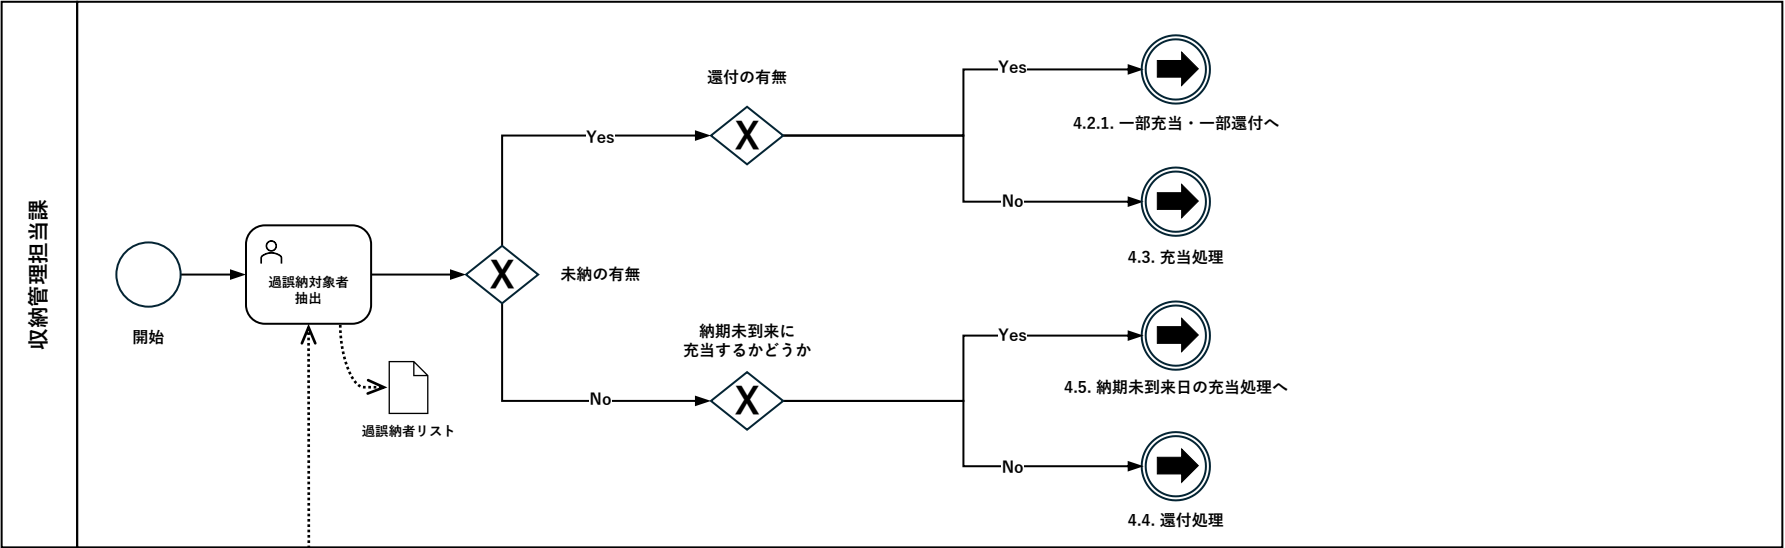 収納管理担当課
開始
過誤納対象者
抽出
過誤納者リスト
未納の有無
Yes
No
還付の有無
納期未到来に
充当するかどうか
Yes
4.2.1. 一部充当・一部還付へ
No
4.3. 充当処理
Yes
4.5. 納期未到来日の充当処理へ
No
4.4. 還付処理